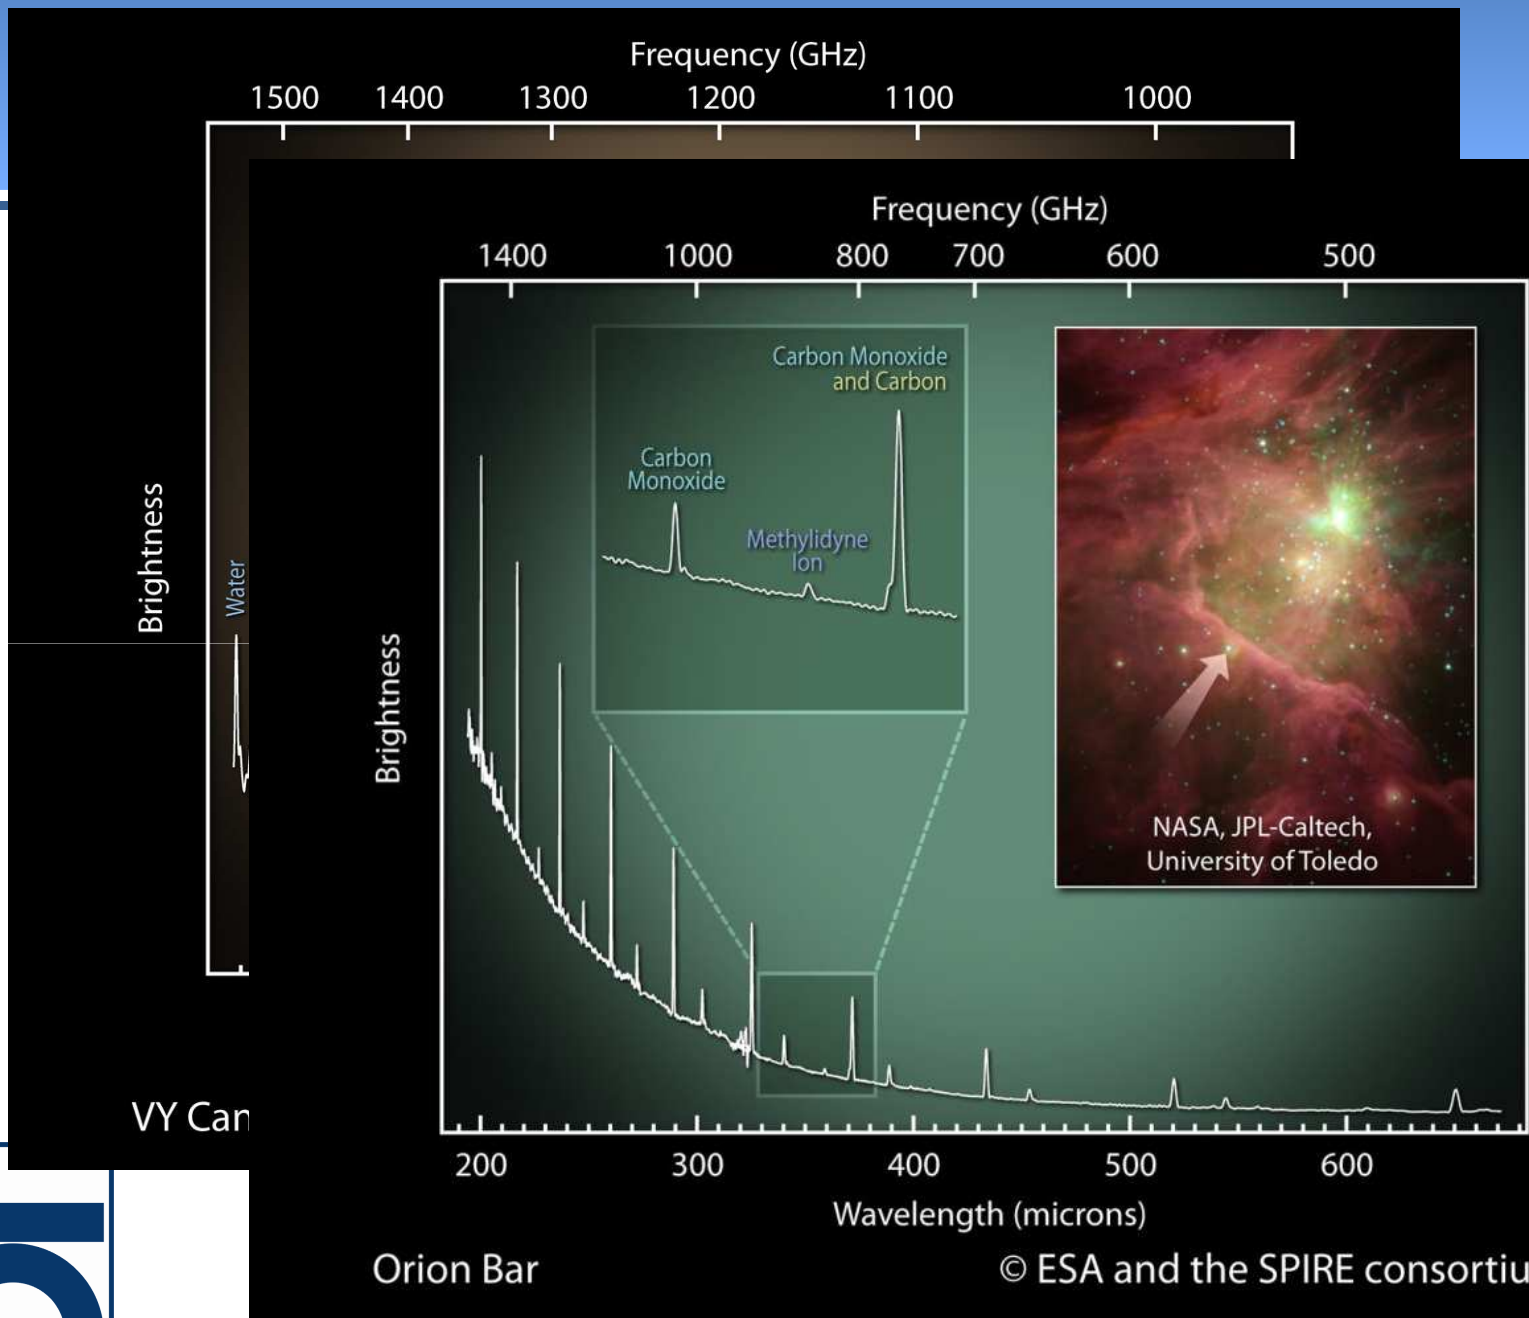 Frequency (GHz)
1500 1400 1300 1200 1100 1000
Brightness
Water
VY Can
Frequency (GHz)
1400 1000 800 700 600 500
Carbon Monoxide
and Carbon
Carbon
Monoxide
Methylidyne
Ion
Brightness
NASA, JPL-Caltech,
University of Toledo
200 300 400 500 600
Wavelength (microns)
Orion Bar
© ESA and the SPIRE consortiu